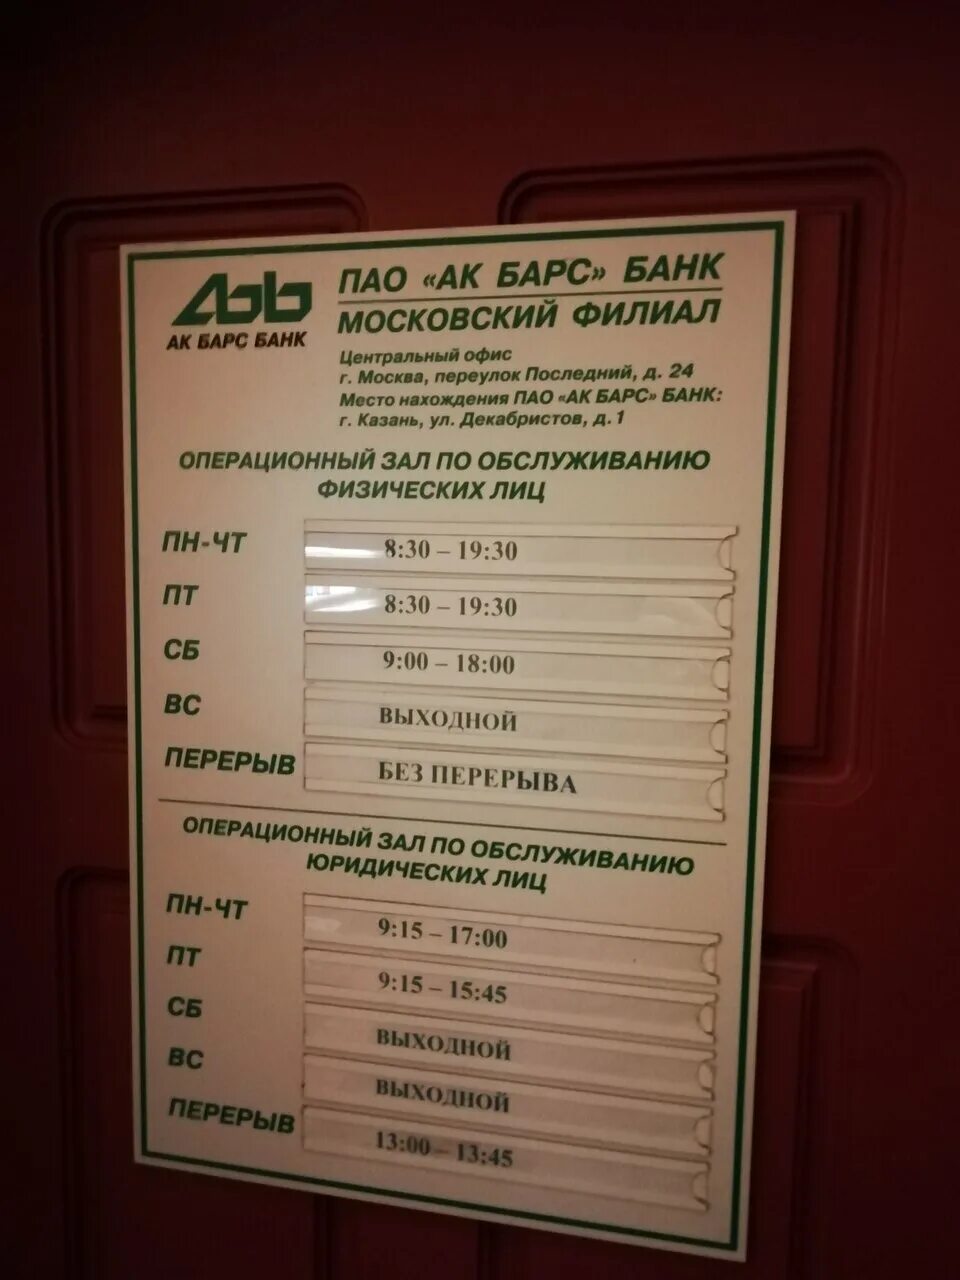 ПАО «АК БАРС» БАНК
МОСКОВСКИЙ ФИЛИАЛ
АК БАРС БАНК
Центральный офис
г. Москва, переулок Последний, д. 24
Место нахождения ПАО «АК БАРС» БАНК:
г. Казань, ул. Декабристов, д. 1
ОПЕРАЦИОННЫЙ ЗАЛ ПО ОБСЛУЖИВАНИЮ
ФИЗИЧЕСКИХ ЛИЦ
ПН-ЧТ 8:30 – 19:30
ПТ 8:30 – 19:30
СБ 9:00 – 18:00
ВС ВЫХОДНОЙ
ПЕРЕРЫВ БЕЗ ПЕРЕРЫВА
ОПЕРАЦИОННЫЙ ЗАЛ ПО ОБСЛУЖИВАНИЮ
ЮРИДИЧЕСКИХ ЛИЦ
ПН-ЧТ 9:15 – 17:00
ПТ 9:15 – 15:45
СБ ВЫХОДНОЙ
ВС ВЫХОДНОЙ
ПЕРЕРЫВ 13:00 – 13:45